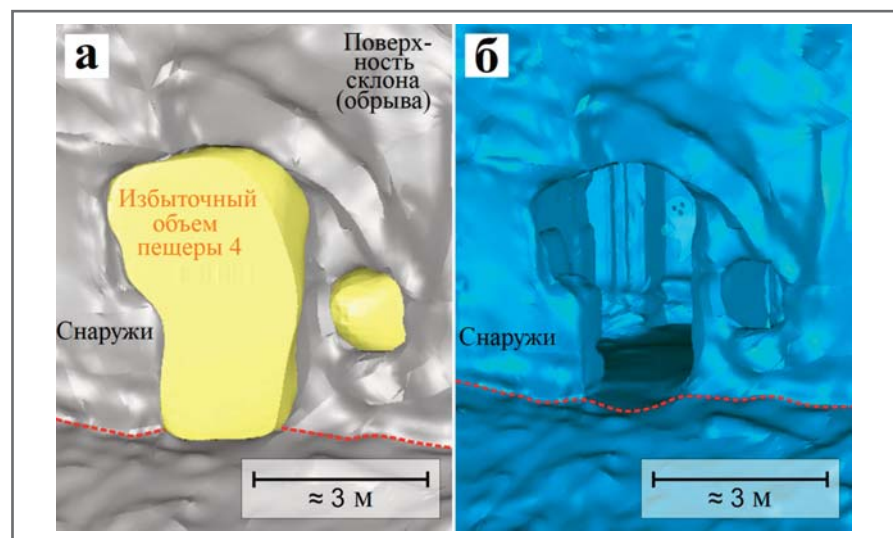 а
Поверх-
ность
склона
(обрыва)
Избыточный
объем
пещеры 4
Снаружи
≈ 3 м
б
Снаружи
≈ 3 м